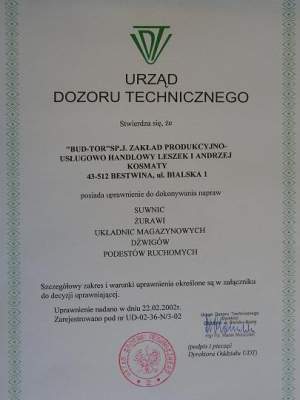 UDT
URZĄD
DOZORU TECHNICZNEGO
Stwierdza się, że
"BUD-TOR"SP.J. ZAKŁAD PRODUKCYJNO-
USŁUGOWO HANDLOWY LESZEK I ANDRZEJ
KOSMATY
43-512 BESTWINA, ul. BIALSKA 1
posiada uprawnienie do dokonywania napraw
SUWNIC
ŻURAWI
UKŁADNIC MAGAZYNOWYCH
DŹWIGÓW
PODESTÓW RUCHOMYCH
Szczegółowy zakres i warunki uprawnienia określone są w załączniku
do decyzji uprawniającej.
Uprawnienie nadano w dniu 22.02.2002r.
Zarejestrowano pod nr UD-02-36-N/3-02
Urząd Dozoru Technicznego
(podpis i pieczęć
Dyrektora Oddziału UDT)